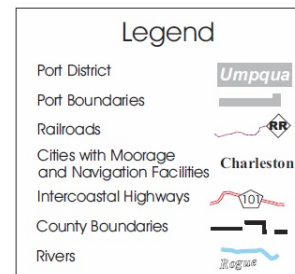 Legend
Port District Umpqua
Port Boundaries
Railroads RR
Cities with Moorage
and Navigation Facilities Charleston
Intercoastal Highways 101
County Boundaries
Rivers Rogue